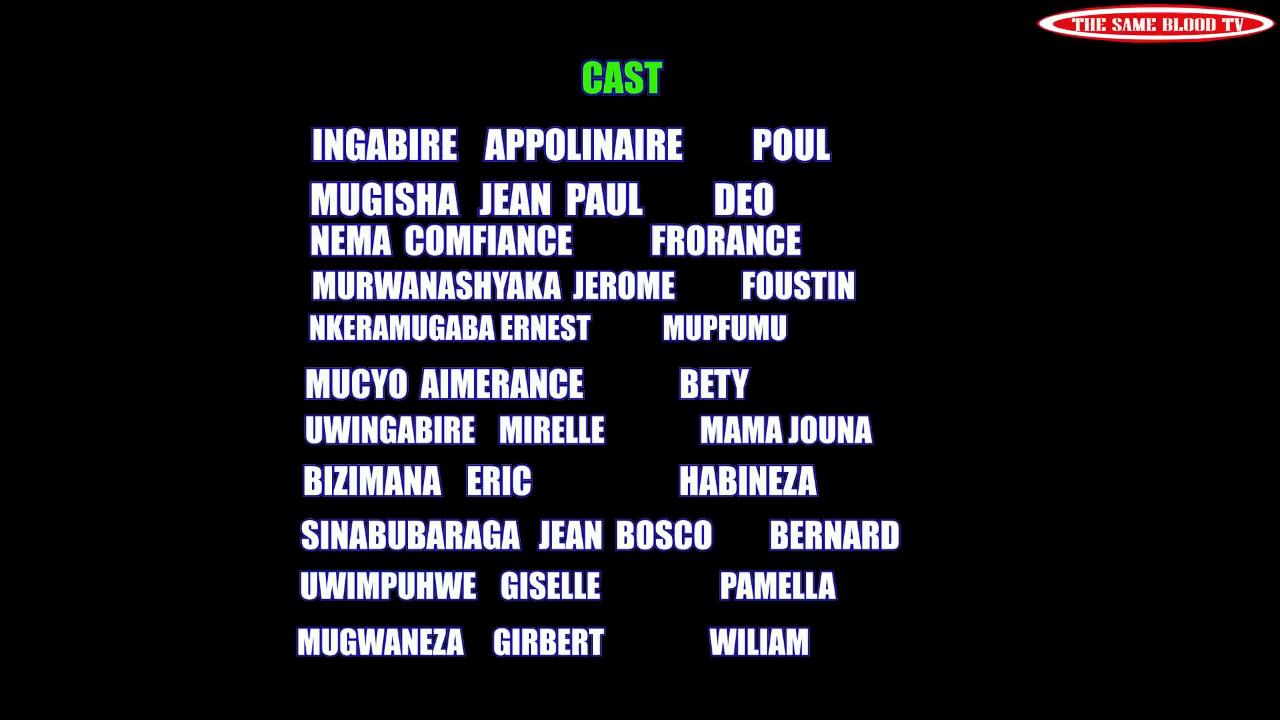 THE SAME BLOOD TV
CAST
INGABIRE APPOLINAIRE POUL
MUGISHA JEAN PAUL DEO
NEMA COMFIANCE FRORANCE
MURWANASHYAKA JEROME FOUSTIN
NKERAMUGABA ERNEST MUPFUMU
MUCYO AIMERANCE BETY
UWINGABIRE MIRELLE MAMA JOUNA
BIZIMANA ERIC HABINEZA
SINABUBARAGA JEAN BOSCO BERNARD
UWIMPUHWE GISELLE PAMELLA
MUGWANEZA GIRBERT WILIAM